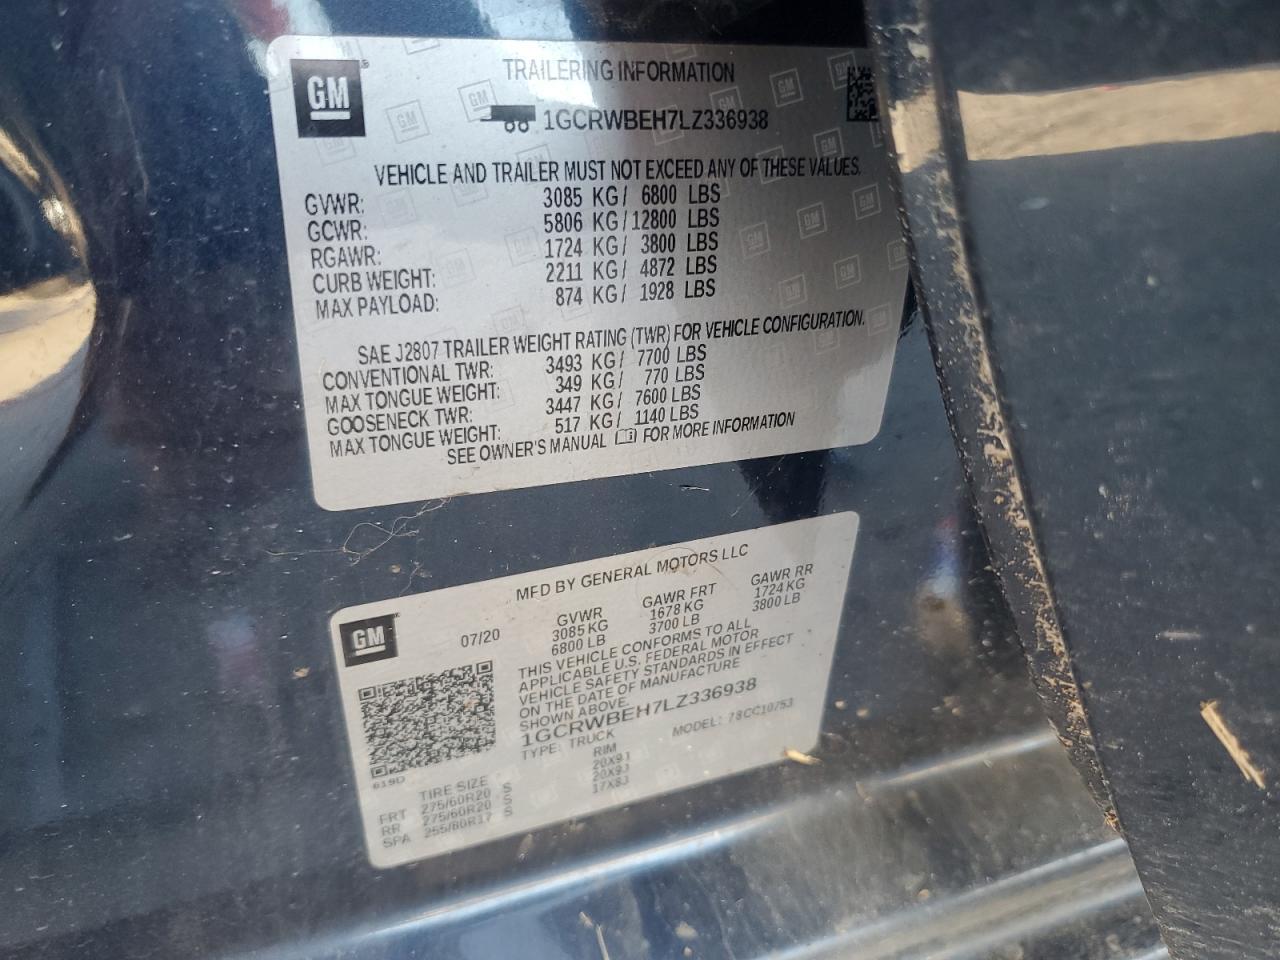 GM
TRAILERING INFORMATION
1GCRWBEH7LZ336938
VEHICLE AND TRAILER MUST NOT EXCEED ANY OF THESE VALUES.
GVWR: 3085 KG/ 6800 LBS
GCWR: 5806 KG/12800 LBS
RGAWR: 1724 KG/ 3800 LBS
CURB WEIGHT: 2211 KG/ 4872 LBS
MAX PAYLOAD: 874 KG/ 1928 LBS
SAE J2807 TRAILER WEIGHT RATING (TWR) FOR VEHICLE CONFIGURATION.
CONVENTIONAL TWR: 3493 KG/ 7700 LBS
MAX TONGUE WEIGHT: 349 KG/ 770 LBS
GOOSENECK TWR: 3447 KG/ 7600 LBS
MAX TONGUE WEIGHT: 517 KG/ 1140 LBS
SEE OWNER'S MANUAL FOR MORE INFORMATION
MFD BY GENERAL MOTORS LLC
GM
07/20
GVWR GAWR FRT GAWR RR
3085 KG 1678 KG 1724 KG
6800 LB 3700 LB 3800 LB
THIS VEHICLE CONFORMS TO ALL
APPLICABLE U.S. FEDERAL MOTOR
VEHICLE SAFETY STANDARDS IN EFFECT
ON THE DATE OF MANUFACTURE
SHOWN ABOVE.
1GCRWBEH7LZ336938
TYPE: TRUCK MODEL: 78CC10753
619D
TIRE SIZE RIM
FRT 275/60R20 S 20X9J
RR 275/60R20 S 20X9J
SPA 255/80R17 S 17X8J